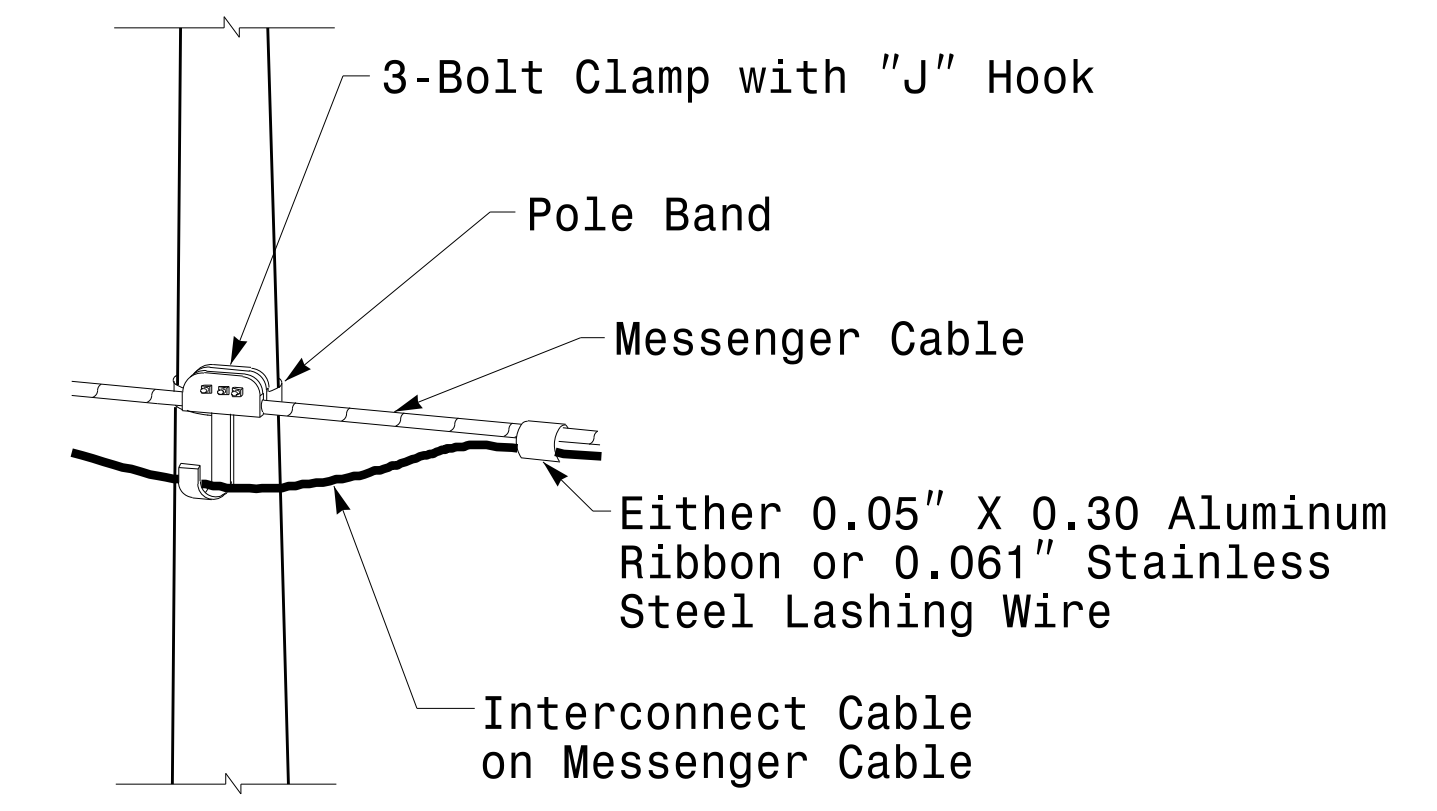 3-Bolt Clamp with "J" Hook
Pole Band
Messenger Cable
Either 0.05" X 0.30 Aluminum
Ribbon or 0.061" Stainless
Steel Lashing Wire
Interconnect Cable
on Messenger Cable